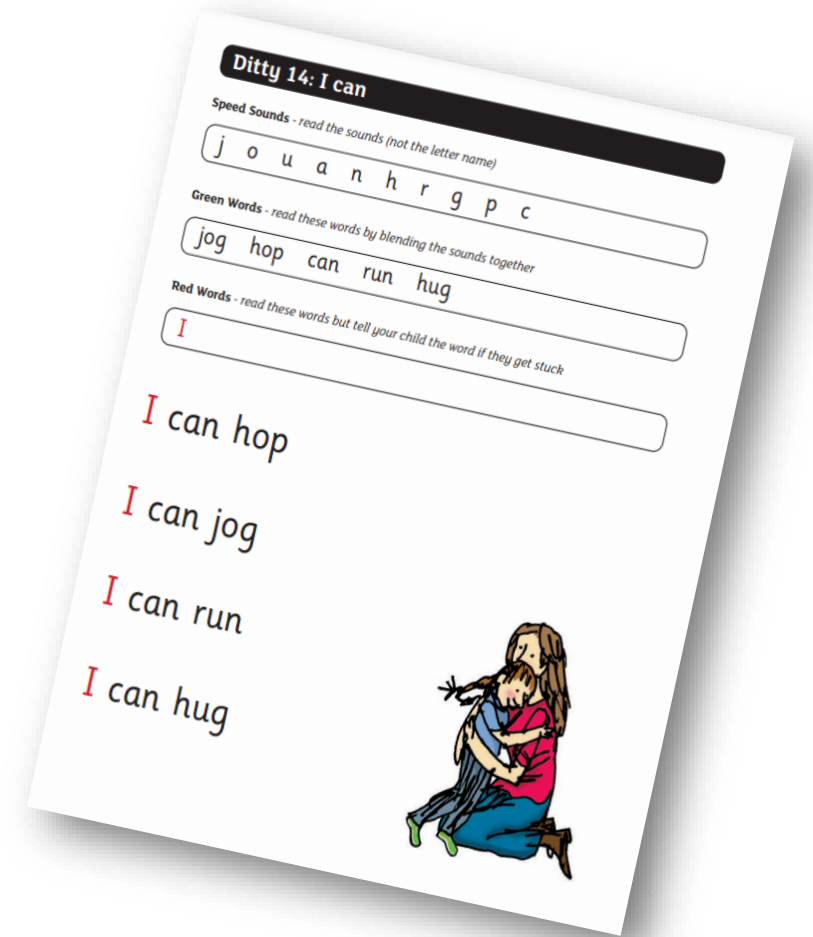 Ditty 14: I can
Speed Sounds - read the sounds (not the letter name)
j o u a n h r g p c
Green Words - read these words by blending the sounds together
jog hop can run hug
Red Words - read these words but tell your child the word if they get stuck
I
I can hop
I can jog
I can run
I can hug